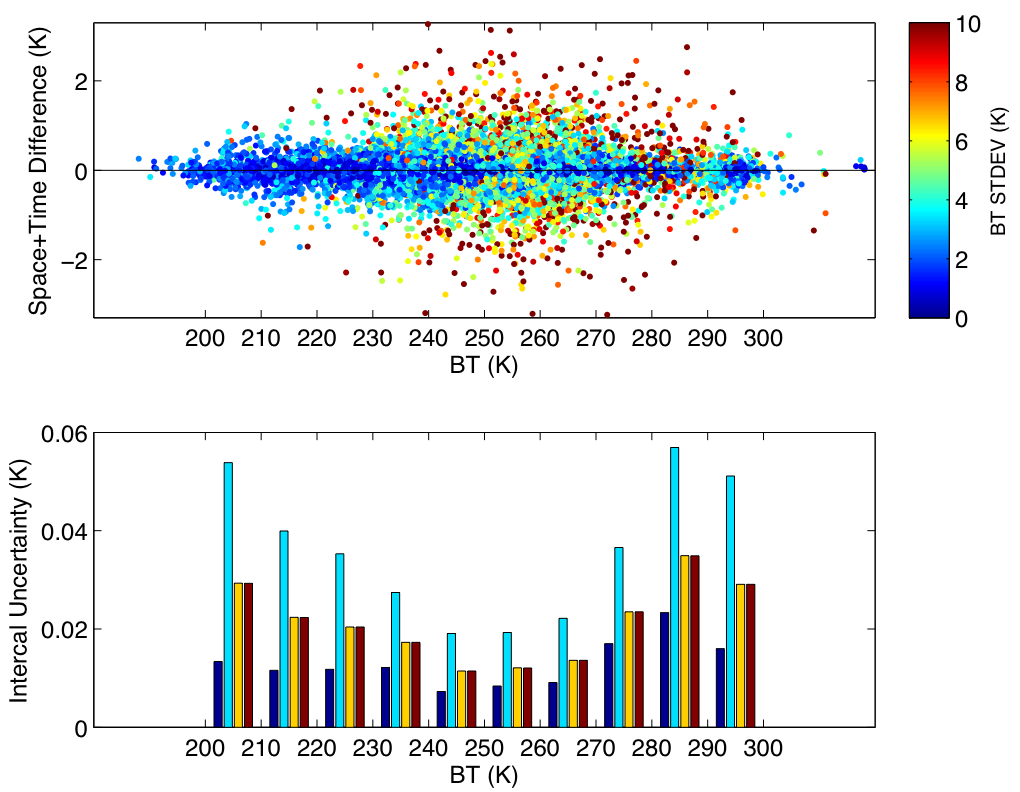 Space+Time Difference (K)
2
0
−2
200 210 220 230 240 250 260 270 280 290 300
BT (K)
10
8
6
4
2
0
BT STDEV (K)
Intercal Uncertainty (K)
0.06
0.04
0.02
0
200 210 220 230 240 250 260 270 280 290 300
BT (K)